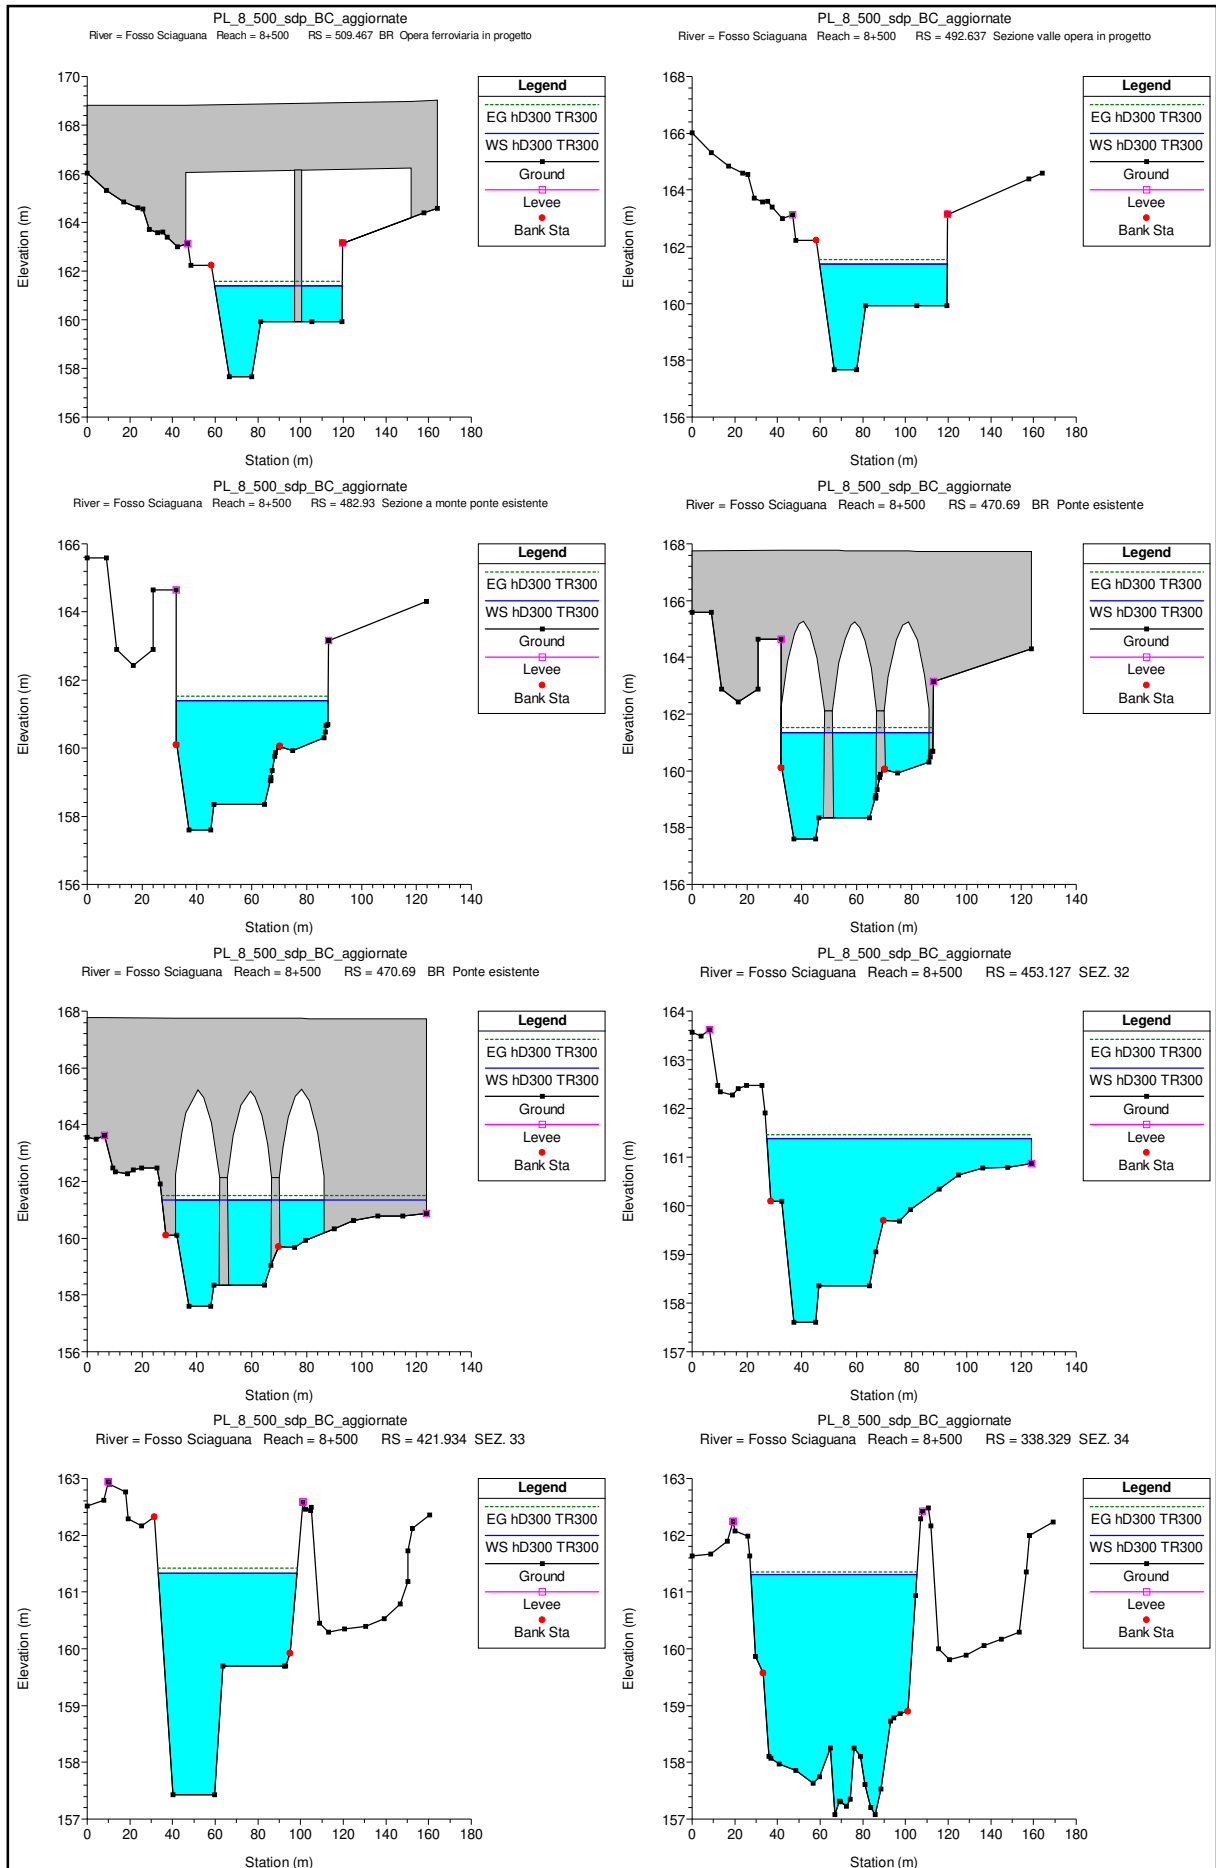 PL_8_500_sdp_BC_aggiornate
River = Fosso Sciaguana Reach = 8+500 RS = 509.467 BR Opera ferroviaria in progetto
Elevation (m)
170
168
166
164
162
160
158
156
0 20 40 60 80 100 120 140 160 180
Station (m)
Legend
EG hD300 TR300
WS hD300 TR300
Ground
Levee
Bank Sta
PL_8_500_sdp_BC_aggiornate
River = Fosso Sciaguana Reach = 8+500 RS = 492.637 Sezione valle opera in progetto
Elevation (m)
168
166
164
162
160
158
156
0 20 40 60 80 100 120 140 160 180
Station (m)
Legend
EG hD300 TR300
WS hD300 TR300
Ground
Levee
Bank Sta
PL_8_500_sdp_BC_aggiornate
River = Fosso Sciaguana Reach = 8+500 RS = 482.93 Sezione a monte ponte esistente
Elevation (m)
166
164
162
160
158
156
0 20 40 60 80 100 120 140
Station (m)
Legend
EG hD300 TR300
WS hD300 TR300
Ground
Levee
Bank Sta
PL_8_500_sdp_BC_aggiornate
River = Fosso Sciaguana Reach = 8+500 RS = 470.69 BR Ponte esistente
Elevation (m)
168
166
164
162
160
158
156
0 20 40 60 80 100 120 140
Station (m)
Legend
EG hD300 TR300
WS hD300 TR300
Ground
Levee
Bank Sta
PL_8_500_sdp_BC_aggiornate
River = Fosso Sciaguana Reach = 8+500 RS = 470.69 BR Ponte esistente
Elevation (m)
168
166
164
162
160
158
156
0 20 40 60 80 100 120 140
Station (m)
Legend
EG hD300 TR300
WS hD300 TR300
Ground
Levee
Bank Sta
PL_8_500_sdp_BC_aggiornate
River = Fosso Sciaguana Reach = 8+500 RS = 453.127 SEZ. 32
Elevation (m)
164
163
162
161
160
159
158
157
0 20 40 60 80 100 120 140
Station (m)
Legend
EG hD300 TR300
WS hD300 TR300
Ground
Levee
Bank Sta
PL_8_500_sdp_BC_aggiornate
River = Fosso Sciaguana Reach = 8+500 RS = 421.934 SEZ. 33
Elevation (m)
163
162
161
160
159
158
157
0 20 40 60 80 100 120 140 160 180
Station (m)
Legend
EG hD300 TR300
WS hD300 TR300
Ground
Levee
Bank Sta
PL_8_500_sdp_BC_aggiornate
River = Fosso Sciaguana Reach = 8+500 RS = 338.329 SEZ. 34
Elevation (m)
163
162
161
160
159
158
157
0 20 40 60 80 100 120 140 160 180
Station (m)
Legend
EG hD300 TR300
WS hD300 TR300
Ground
Levee
Bank Sta